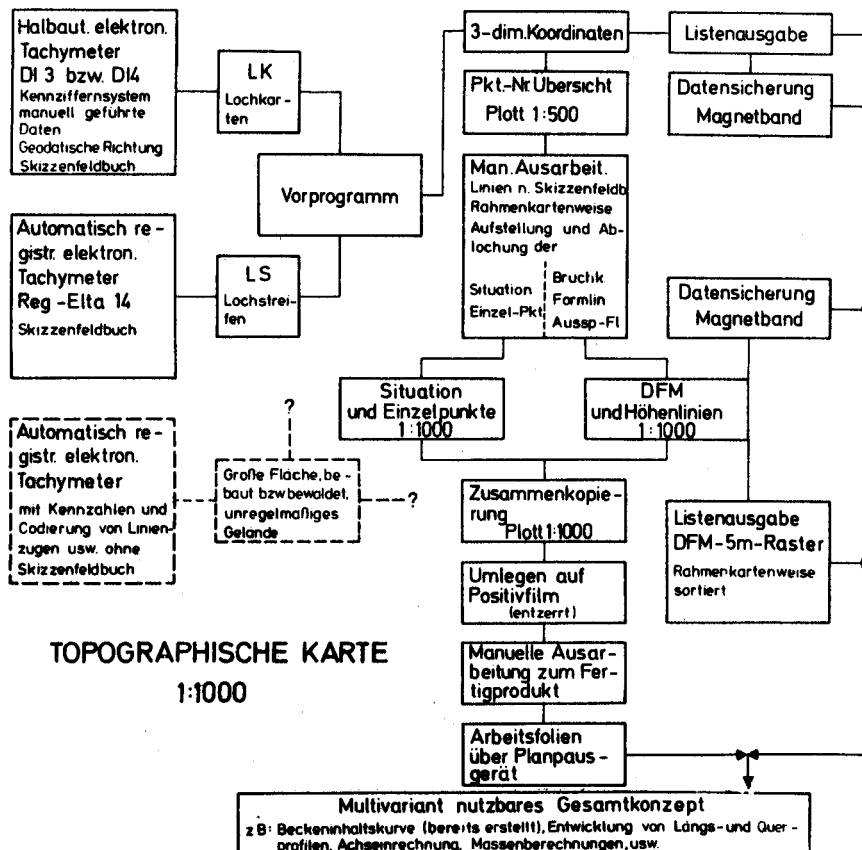 Halbaut. elektron.
Tachymeter
DI 3 bzw. DI4
Kennziffernsystem
manuell geführte
Daten
Geodätische Richtung
Skizzenfeldbuch
LK
Lochkar-
ten
Automatisch re-
gistr. elektron.
Tachymeter
Reg-Elta 14
Skizzenfeldbuch
LS
Lochstrei-
fen
Vorprogramm
Automatisch re-
gistr. elektron.
Tachymeter
mit Kennzahlen und
Codierung von Linien-
zugen usw. ohne
Skizzenfeldbuch
?
Große Fläche, be-
baut bzw bewaldet,
unregelmäßiges
Gelände
?
3-dim. Koordinaten
Pkt.-Nr. Übersicht
Plott 1:500
Man. Ausarbeit.
Linien n. Skizzenfeldb
Rahmenkartenweise
Aufstellung und Ab-
lochung der
Situation
Einzel-Pkt
Bruchk
Formlin
Aussp-Fl
Situation
und Einzelpunkte
1:1000
DFM
und Höhenlinien
1:1000
Zusammenkopie-
rung
Plott 1:1000
Umlegen auf
Positivfilm
(entzerrt)
Manuelle Ausar-
beitung zum Fer-
tigprodukt
Arbeitsfolien
über Planpaus-
gerät
Listenausgabe
Datensicherung
Magnetband
Datensicherung
Magnetband
Listenausgabe
DFM-5m-Raster
Rahmenkartenweise
sortiert
TOPOGRAPHISCHE KARTE
1:1000
Multivariant nutzbares Gesamtkonzept
z B: Beckeninhaltskurve (bereits erstellt), Entwicklung von Längs- und Quer-
profilen, Achseinrechnung, Massenberechnungen, usw.